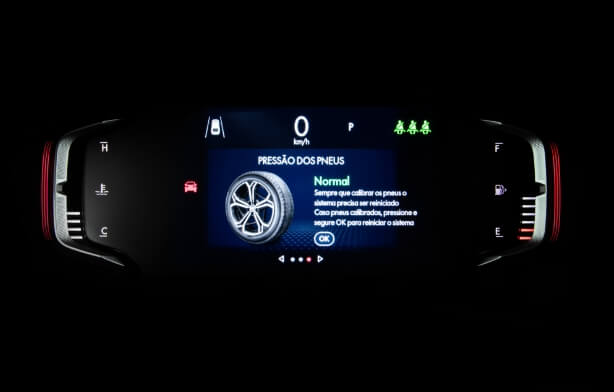 0 P
km/h
H F
PRESSÃO DOS PNEUS
Normal
Sempre que calibrar os pneus o
sistema precisa ser reiniciado
Caso pneus calibrados, pressione e
segure OK para reiniciar o sistema
C E
OK